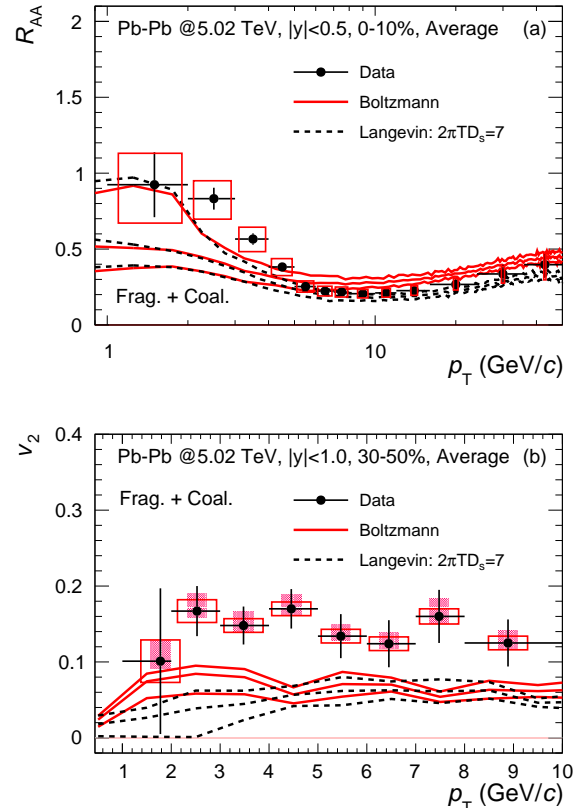 R_AA
Pb-Pb @5.02 TeV, |y|<0.5, 0-10%, Average (a)
Data
Boltzmann
Langevin: 2πTD_s=7
Frag. + Coal.
2
1.5
1
0.5
0
1 10
p_T (GeV/c)
v_2
Pb-Pb @5.02 TeV, |y|<1.0, 30-50%, Average (b)
Frag. + Coal.
Data
Boltzmann
Langevin: 2πTD_s=7
0.4
0.3
0.2
0.1
0
1 2 3 4 5 6 7 8 9 10
p_T (GeV/c)